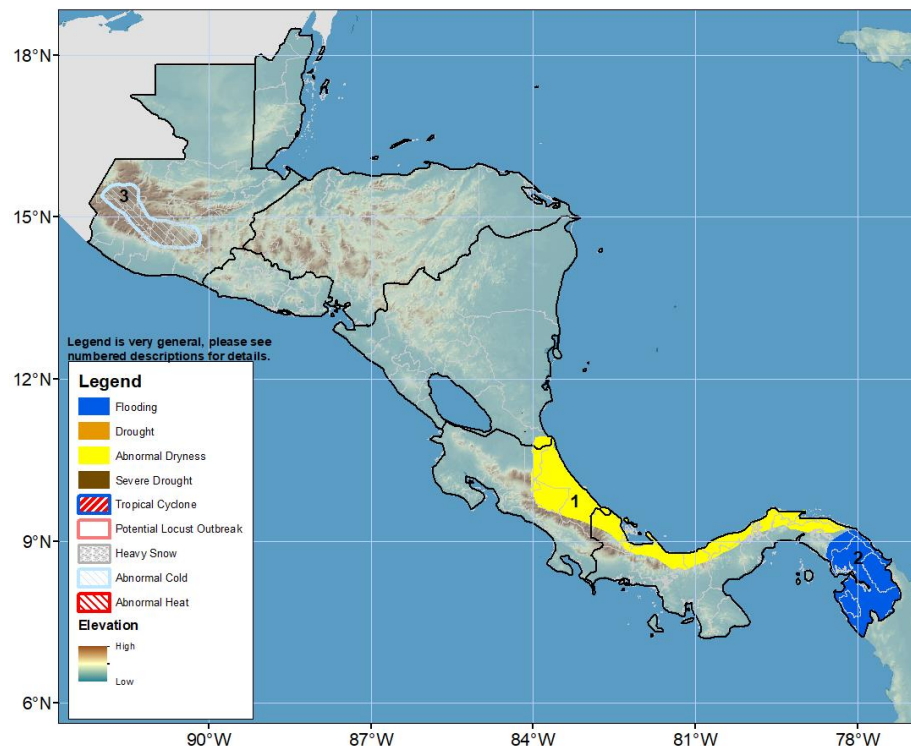 18°N
15°N
12°N
9°N
6°N
3
1
2
Legend is very general, please see
numbered descriptions for details.
Legend
Flooding
Drought
Abnormal Dryness
Severe Drought
Tropical Cyclone
Potential Locust Outbreak
Heavy Snow
Abnormal Cold
Abnormal Heat
Elevation
High
Low
90°W
87°W
84°W
81°W
78°W